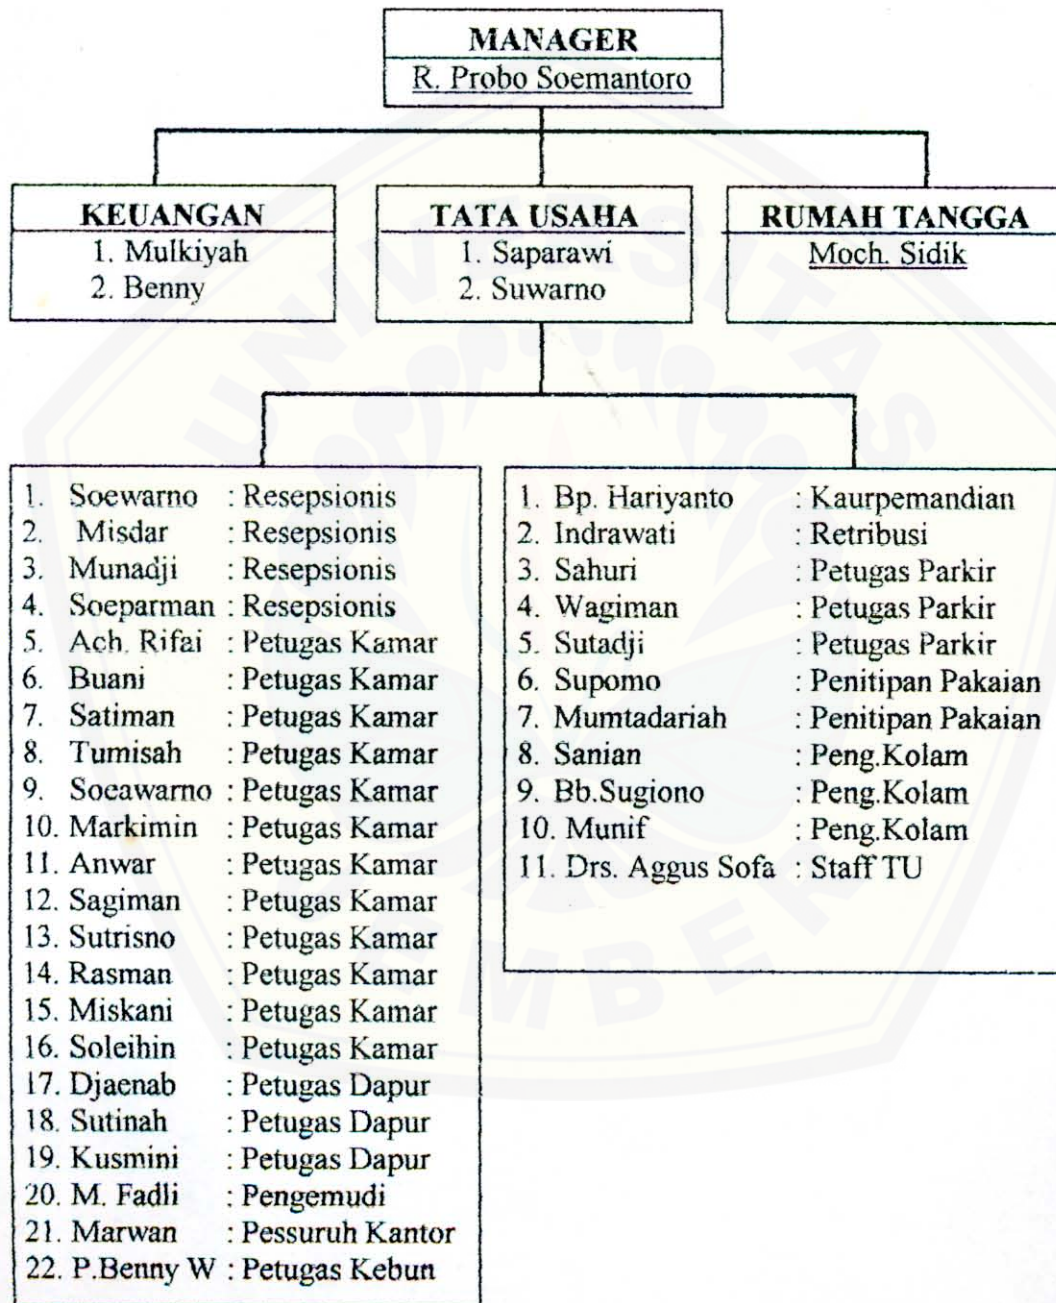 MANAGER
R. Probo Soemantoro
KEUANGAN
1. Mulkiyah
2. Benny
TATA USAHA
1. Saparawi
2. Suwarno
RUMAH TANGGA
Moch. Sidik
1. Soewarno : Resepsionis
2. Misdar : Resepsionis
3. Munadji : Resepsionis
4. Soeparman : Resepsionis
5. Ach. Rifai : Petugas Kamar
6. Buani : Petugas Kamar
7. Satiman : Petugas Kamar
8. Tumisah : Petugas Kamar
9. Soeawarno : Petugas Kamar
10. Markimin : Petugas Kamar
11. Anwar : Petugas Kamar
12. Sagiman : Petugas Kamar
13. Sutrisno : Petugas Kamar
14. Rasman : Petugas Kamar
15. Miskani : Petugas Kamar
16. Soleihin : Petugas Kamar
17. Djaenab : Petugas Dapur
18. Sutinah : Petugas Dapur
19. Kusmini : Petugas Dapur
20. M. Fadli : Pengemudi
21. Marwan : Pessuruh Kantor
22. P.Benny W : Petugas Kebun
1. Bp. Hariyanto : Kaurpemandian
2. Indrawati : Retribusi
3. Sahuri : Petugas Parkir
4. Wagiman : Petugas Parkir
5. Sutadji : Petugas Parkir
6. Supomo : Penitipan Pakaian
7. Mumtadariah : Penitipan Pakaian
8. Sanian : Peng.Kolam
9. Bb.Sugiono : Peng.Kolam
10. Munif : Peng.Kolam
11. Drs. Aggus Sofa : Staff TU
UNIVERSITAS
JEMBER